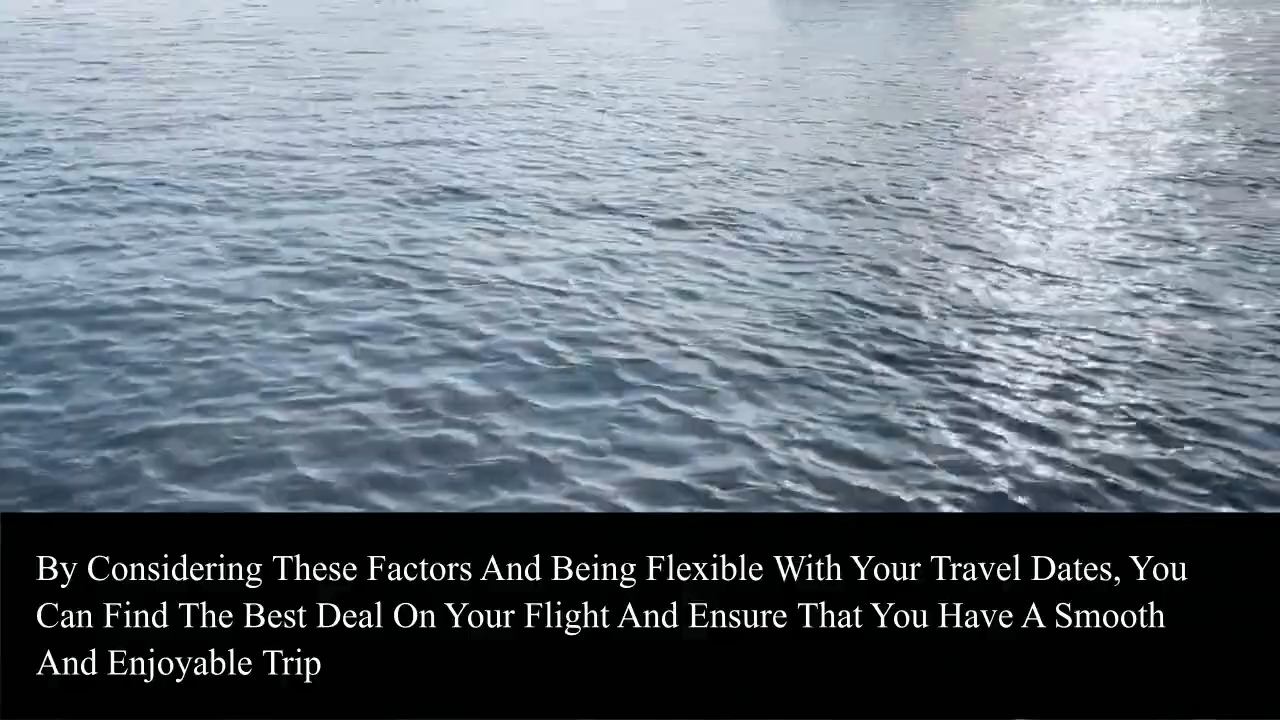 By Considering These Factors And Being Flexible With Your Travel Dates, You
Can Find The Best Deal On Your Flight And Ensure That You Have A Smooth
And Enjoyable Trip